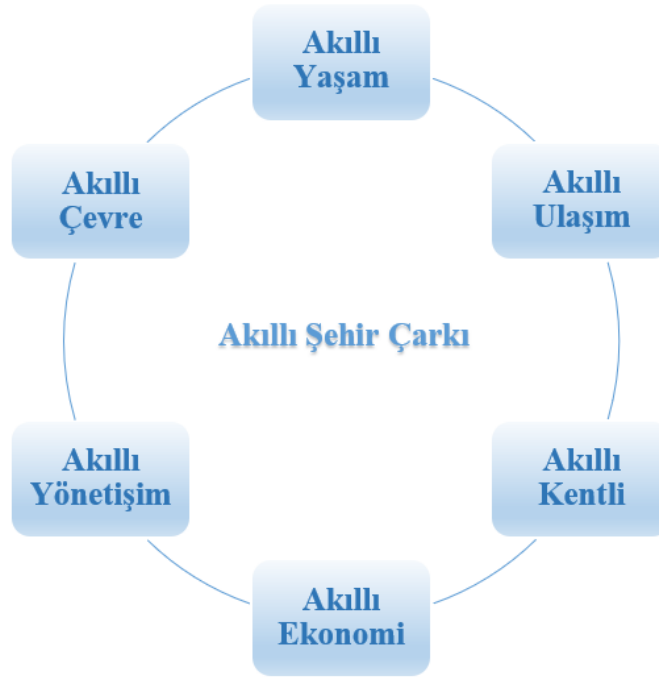 Akıllı
Yaşam
Akıllı
Çevre
Akıllı
Ulaşım
Akıllı Şehir Çarkı
Akıllı
Yönetişim
Akıllı
Kentli
Akıllı
Ekonomi